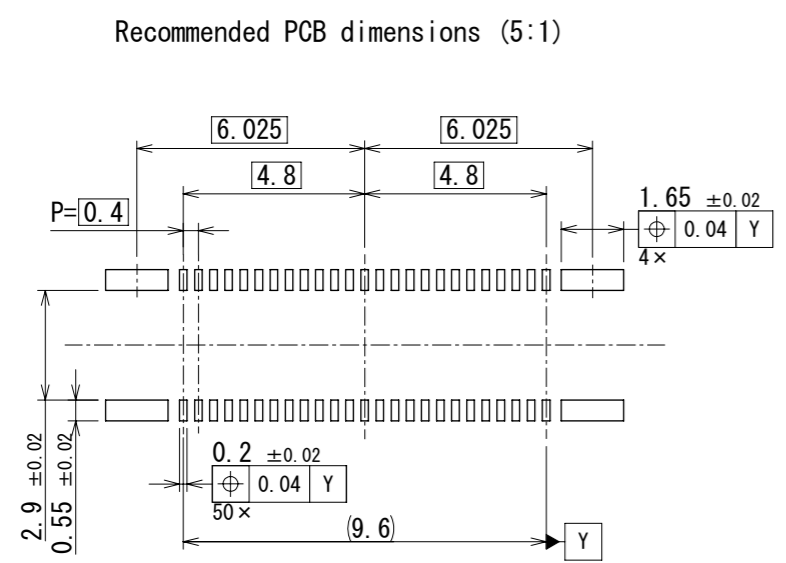 Recommended PCB dimensions (5:1)
6.025
6.025
4.8
4.8
P=0.4
1.65 ±0.02
⌖ 0.04 Y
4×
2.9 ±0.02
0.55 ±0.02
0.2 ±0.02
⌖ 0.04 Y
50×
(9.6)
Y